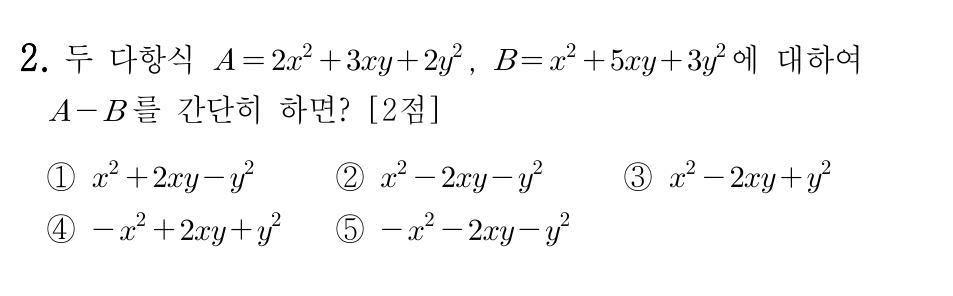 2. 두 다항식 A=2x²+3xy+2y², B=x²+5xy+3y²에 대하여
A-B를 간단히 하면? [2점]
① x²+2xy-y² ② x²-2xy-y² ③ x²-2xy+y²
④ -x²+2xy+y² ⑤ -x²-2xy-y²